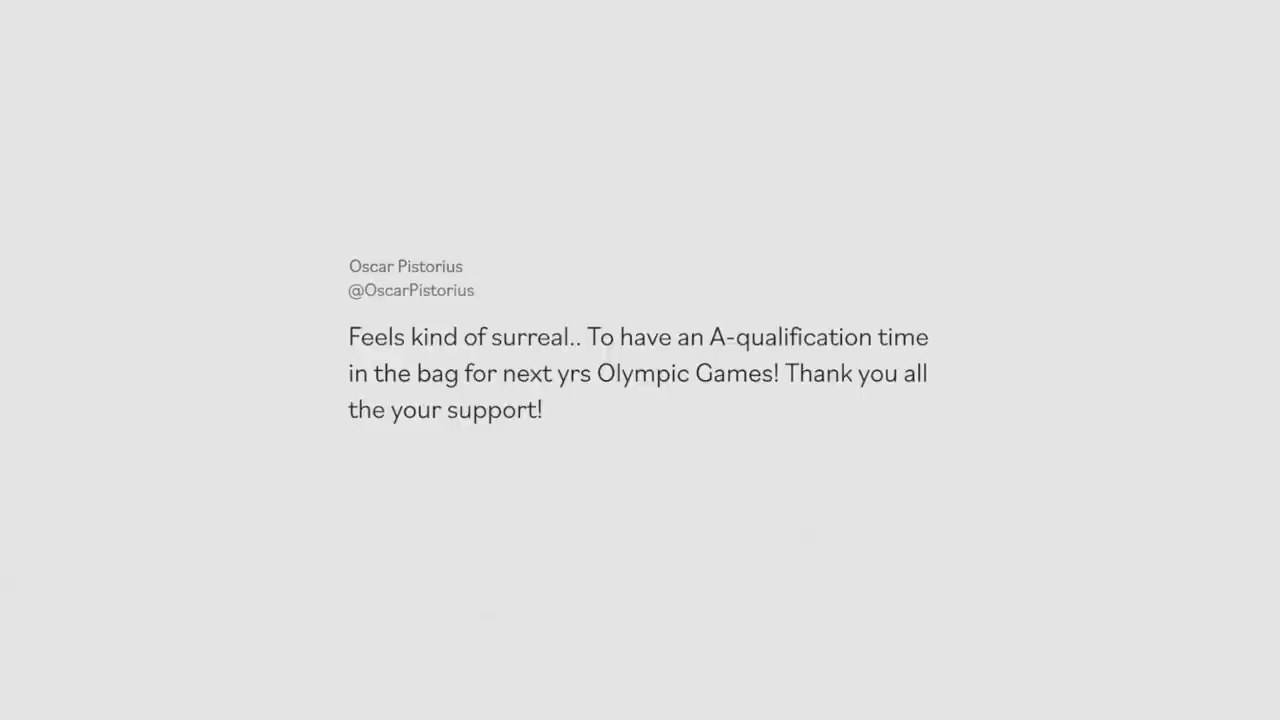 Oscar Pistorius
@OscarPistorius
Feels kind of surreal.. To have an A-qualification time
in the bag for next yrs Olympic Games! Thank you all
the your support!